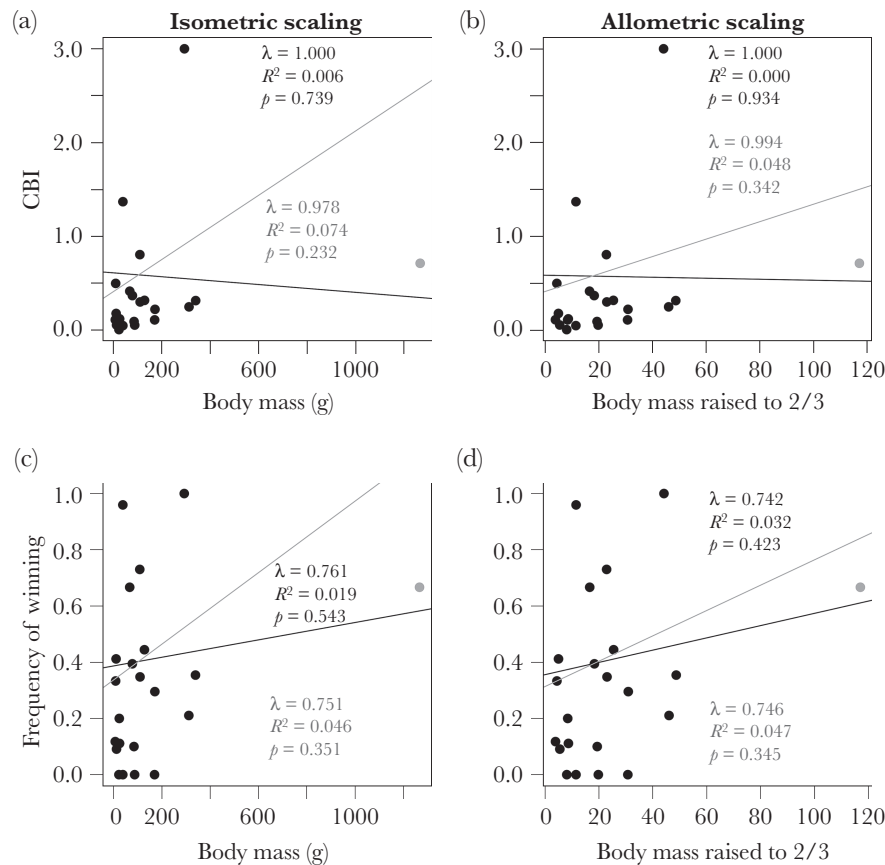 (a)
Isometric scaling
3.0
2.0
1.0
0.0
CBI
λ = 1.000
R² = 0.006
p = 0.739
λ = 0.978
R² = 0.074
p = 0.232
0 200 600 1000
Body mass (g)
(b)
Allometric scaling
3.0
2.0
1.0
0.0
λ = 1.000
R² = 0.000
p = 0.934
λ = 0.994
R² = 0.048
p = 0.342
0 20 40 60 80 100 120
Body mass raised to 2/3
(c)
1.0
0.8
0.6
0.4
0.2
0.0
Frequency of winning
λ = 0.761
R² = 0.019
p = 0.543
λ = 0.751
R² = 0.046
p = 0.351
0 200 600 1000
Body mass (g)
(d)
1.0
0.8
0.6
0.4
0.2
0.0
λ = 0.742
R² = 0.032
p = 0.423
λ = 0.746
R² = 0.047
p = 0.345
0 20 40 60 80 100 120
Body mass raised to 2/3